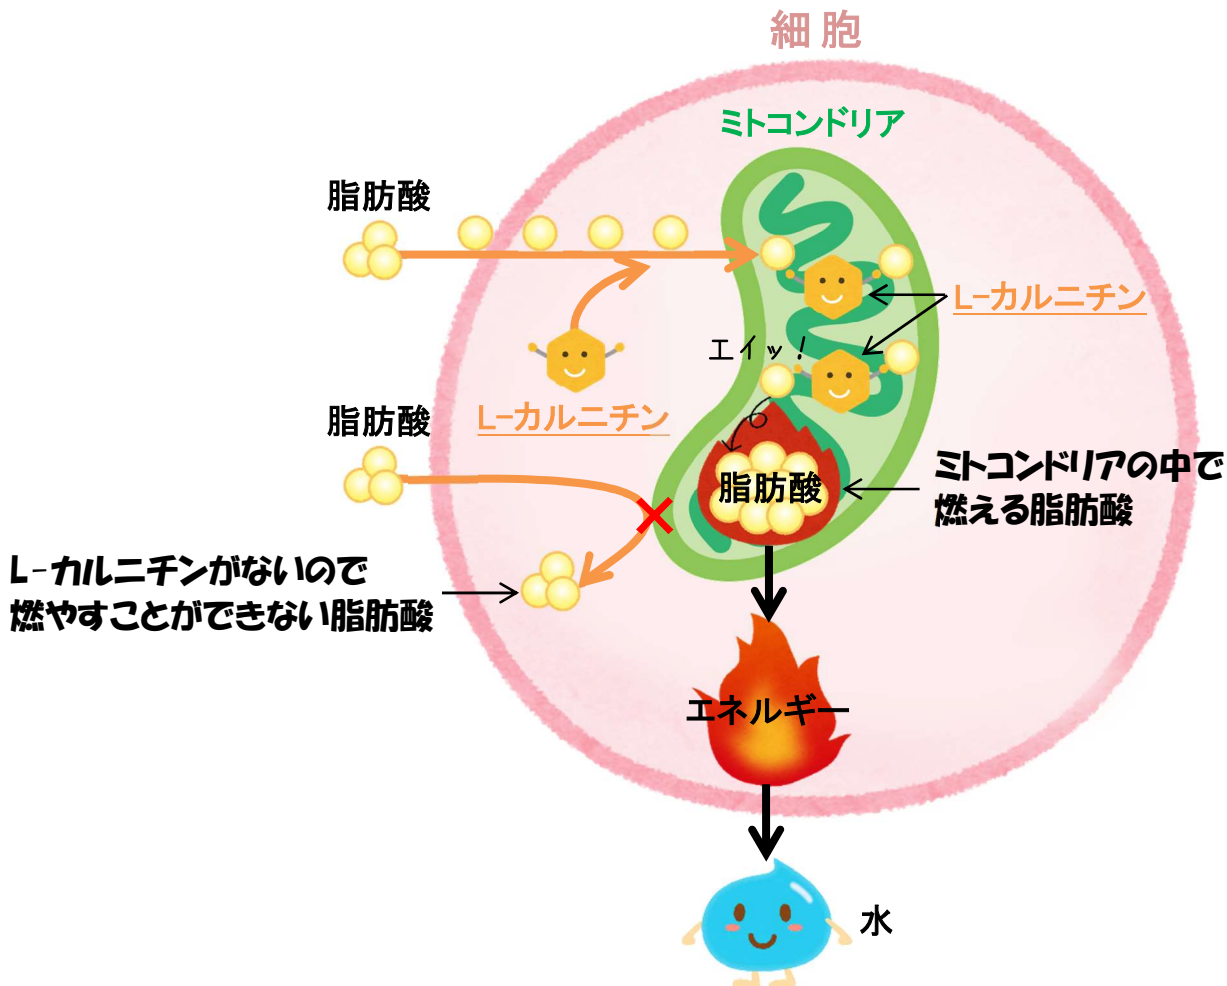 細胞
ミトコンドリア
脂肪酸
L-カルニチン
エイッ！
L-カルニチン
脂肪酸
ミトコンドリアの中で
燃える脂肪酸
脂肪酸
L-カルニチンがないので
燃やすことができない脂肪酸
エネルギー
水